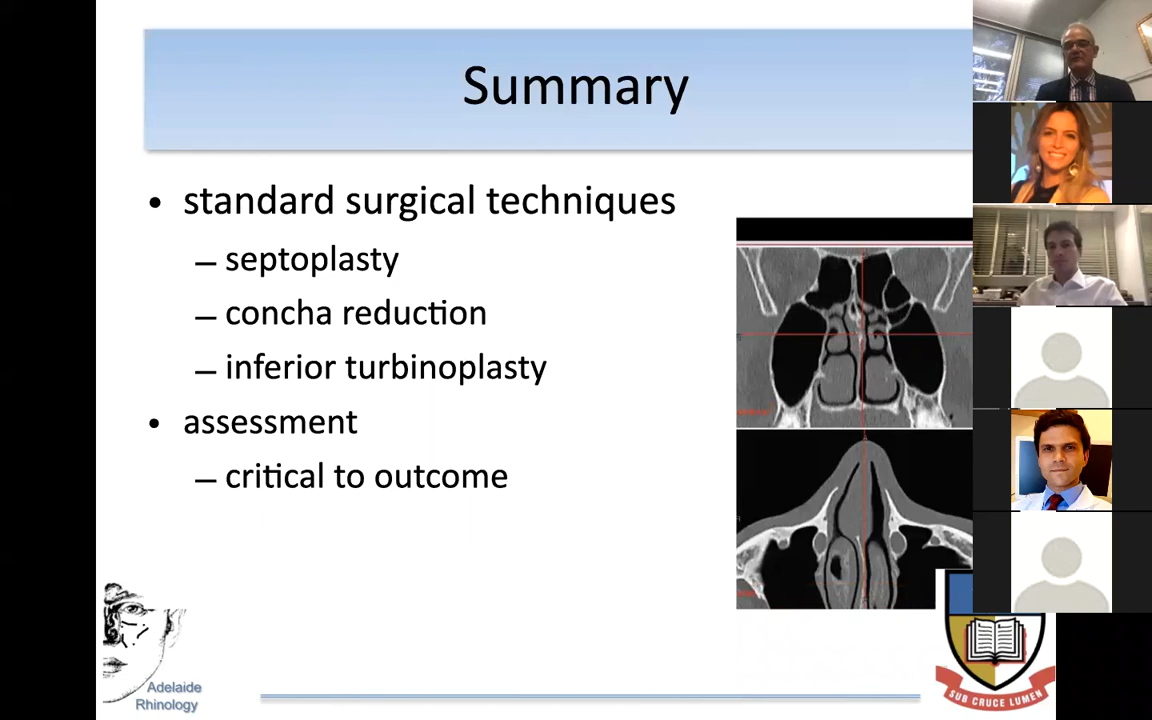 Summary
• standard surgical techniques
– septoplasty
– concha reduction
– inferior turbinoplasty
• assessment
– critical to outcome
Adelaide
Rhinology
SUB CRUCE LUMEN